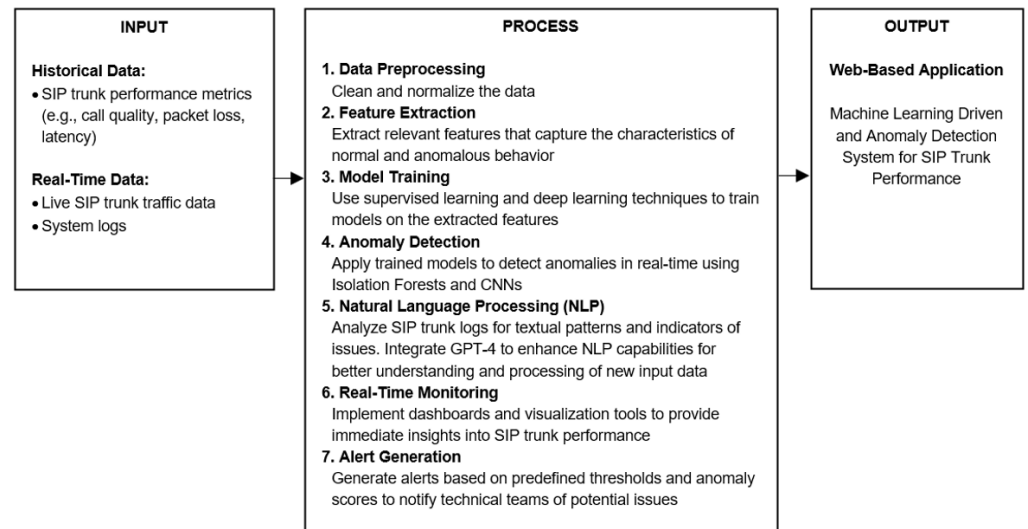 INPUT
Historical Data:
• SIP trunk performance metrics
(e.g., call quality, packet loss,
latency)
Real-Time Data:
• Live SIP trunk traffic data
• System logs
PROCESS
1. Data Preprocessing
Clean and normalize the data
2. Feature Extraction
Extract relevant features that capture the characteristics of
normal and anomalous behavior
3. Model Training
Use supervised learning and deep learning techniques to train
models on the extracted features
4. Anomaly Detection
Apply trained models to detect anomalies in real-time using
Isolation Forests and CNNs
5. Natural Language Processing (NLP)
Analyze SIP trunk logs for textual patterns and indicators of
issues. Integrate GPT-4 to enhance NLP capabilities for
better understanding and processing of new input data
6. Real-Time Monitoring
Implement dashboards and visualization tools to provide
immediate insights into SIP trunk performance
7. Alert Generation
Generate alerts based on predefined thresholds and anomaly
scores to notify technical teams of potential issues
OUTPUT
Web-Based Application
Machine Learning Driven
and Anomaly Detection
System for SIP Trunk
Performance